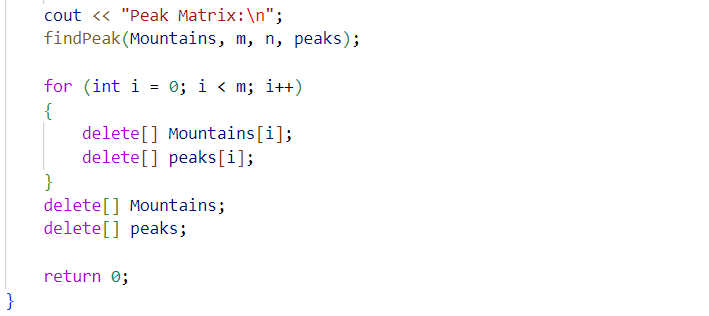 cout << "Peak Matrix:\n";
findPeak(Mountains, m, n, peaks);
for (int i = 0; i < m; i++)
{
delete[] Mountains[i];
delete[] peaks[i];
}
delete[] Mountains;
delete[] peaks;
return 0;
}